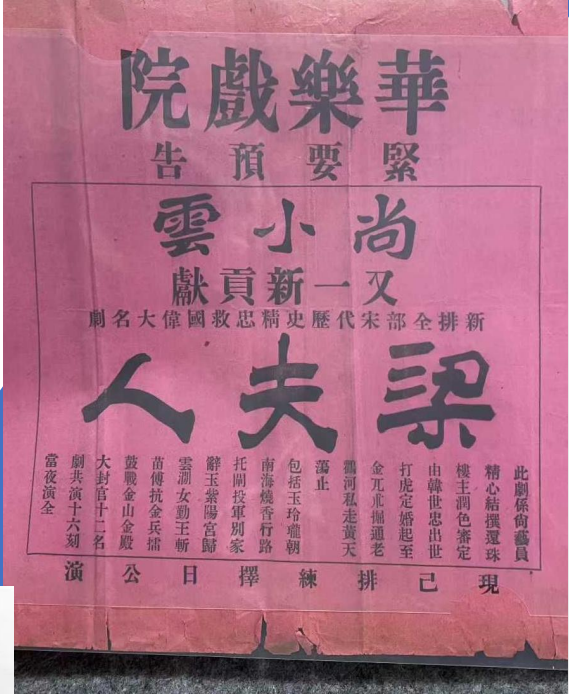 華樂戲院
緊要預告
尚小雲
又一新貢獻
新排全部宋代歷史精忠救國偉大名劇
梁夫人
此劇係尚藝員
精心結撰還珠
樓主潤色審定
由韓世忠出世
打虎定婚起至
金兀朮掘通老
鸛河私走黃天
蕩止
包括玉玲瓏朝
南海燒香行路
托閘投軍別家
辭玉紫陽宮歸
雲澗女勤王斬
苗傅抗金兵擂
鼓戰金山金殿
大封官十二名
劇共演十六刻
當夜演全
現己排練擇日公演